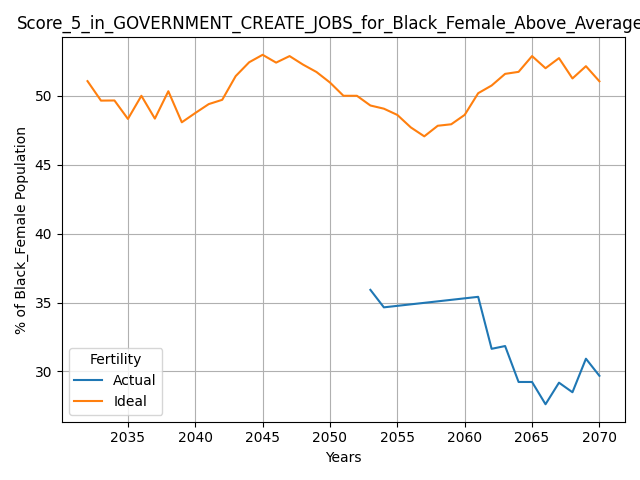 Score_5_in_GOVERNMENT_CREATE_JOBS_for_Black_Female_Above_Average
% of Black_Female Population
50
45
40
35
30
Fertility
Actual
Ideal
2035 2040 2045 2050 2055 2060 2065 2070
Years